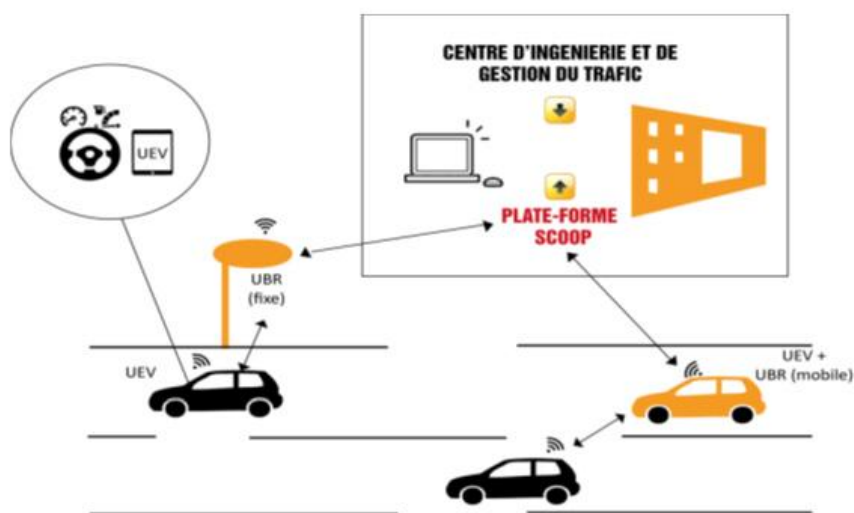 CENTRE D'INGENIERIE ET DE
GESTION DU TRAFIC
UEV
PLATE-FORME
SCOOP
UBR
(fixe)
UEV
UEV +
UBR (mobile)